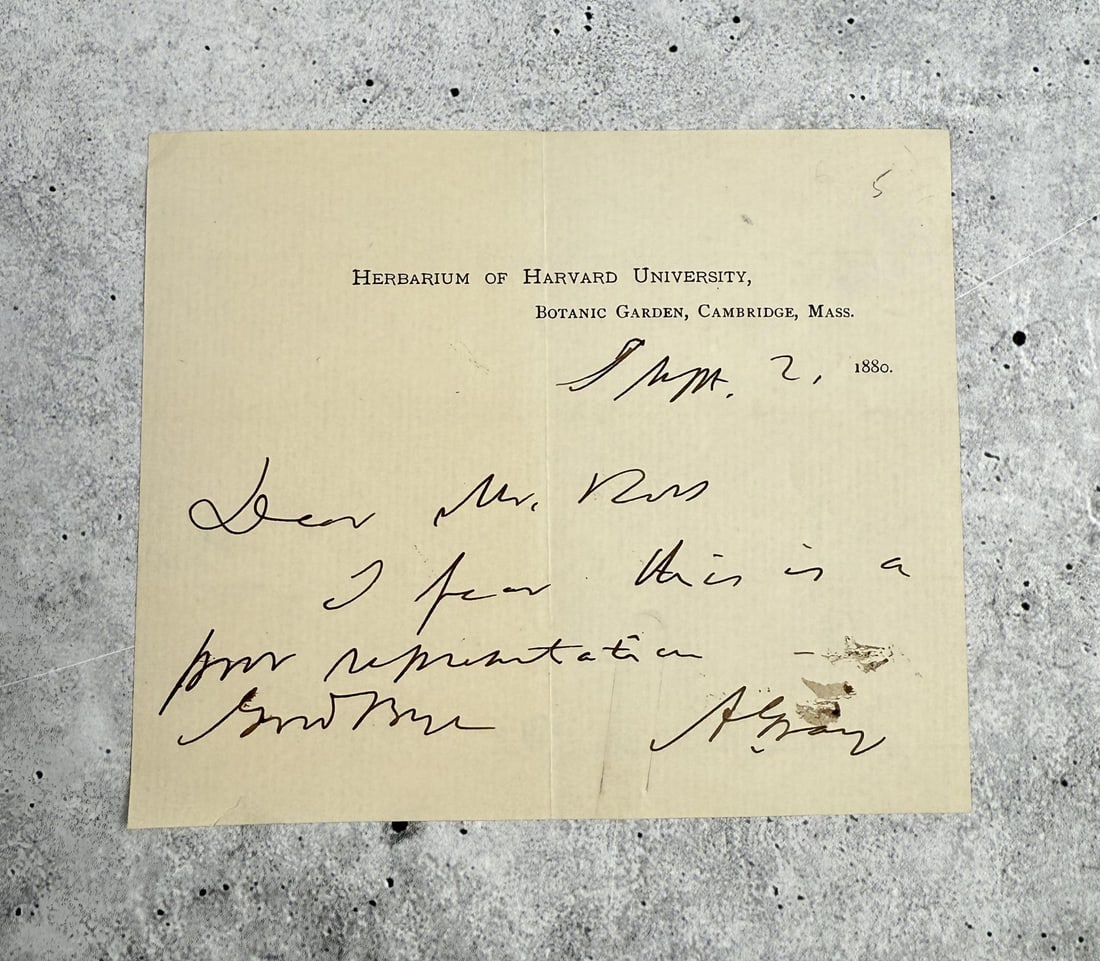 5
HERBARIUM OF HARVARD UNIVERSITY,
BOTANIC GARDEN, CAMBRIDGE, MASS.
Sept. 2, 1880.
Dear Mr. Ross
I fear this is a
poor representation –
Good Bye
A Gray